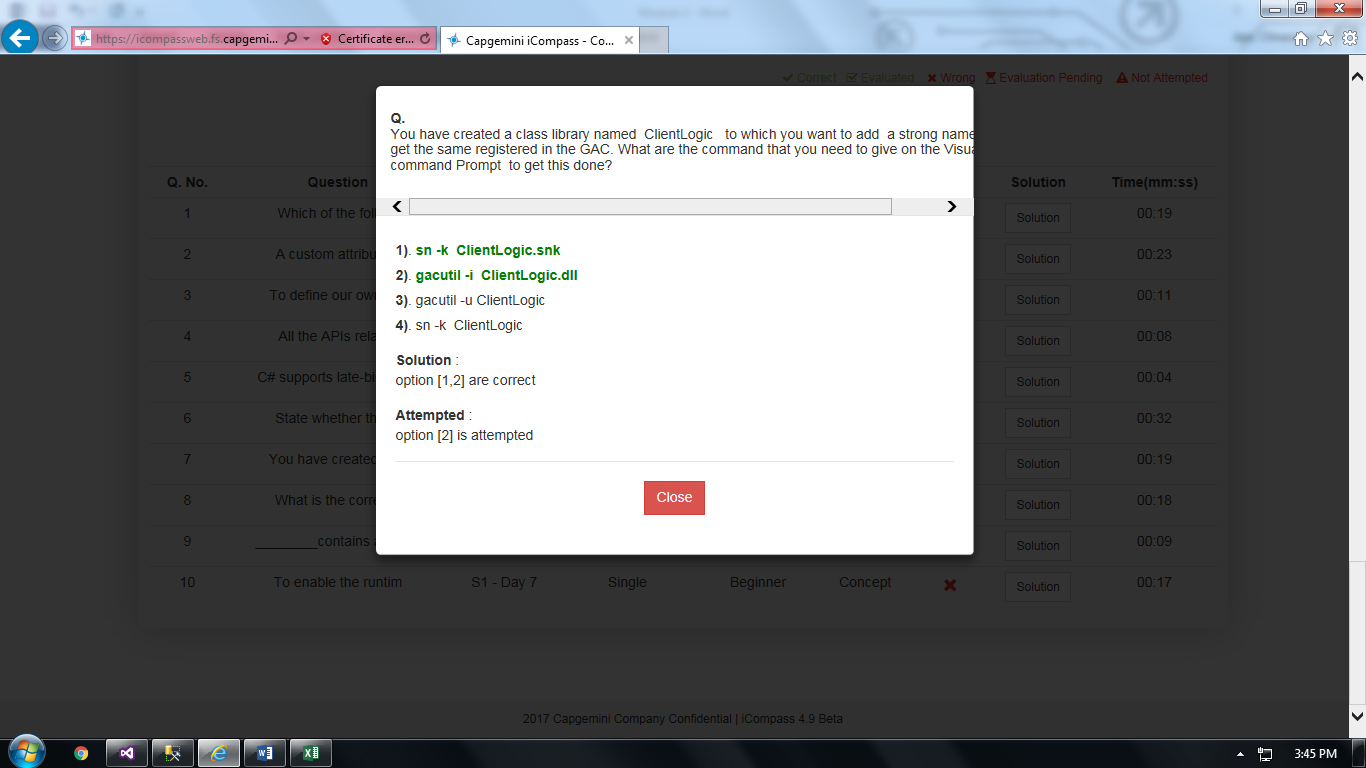 https://icompassweb.fs.capgemi...
Certificate er...
Capgemini iCompass - Co...
Correct Evaluated Wrong Evaluation Pending Not Attempted
Q.
You have created a class library named ClientLogic to which you want to add a strong name
get the same registered in the GAC. What are the command that you need to give on the Visua
command Prompt to get this done?
Q. No. Question Solution Time(mm:ss)
1 Which of the fol Solution 00:19
2 A custom attribu Solution 00:23
3 To define our ow Solution 00:11
4 All the APIs rela Solution 00:08
5 C# supports late-bi Solution 00:04
6 State whether th Solution 00:32
7 You have created Solution 00:19
8 What is the corre Solution 00:18
9 ________contains Solution 00:09
10 To enable the runtim S1 - Day 7 Single Beginner Concept Solution 00:17
1). sn -k ClientLogic.snk
2). gacutil -i ClientLogic.dll
3). gacutil -u ClientLogic
4). sn -k ClientLogic
Solution :
option [1,2] are correct
Attempted :
option [2] is attempted
Close
2017 Capgemini Company Confidential | iCompass 4.9 Beta
3:45 PM